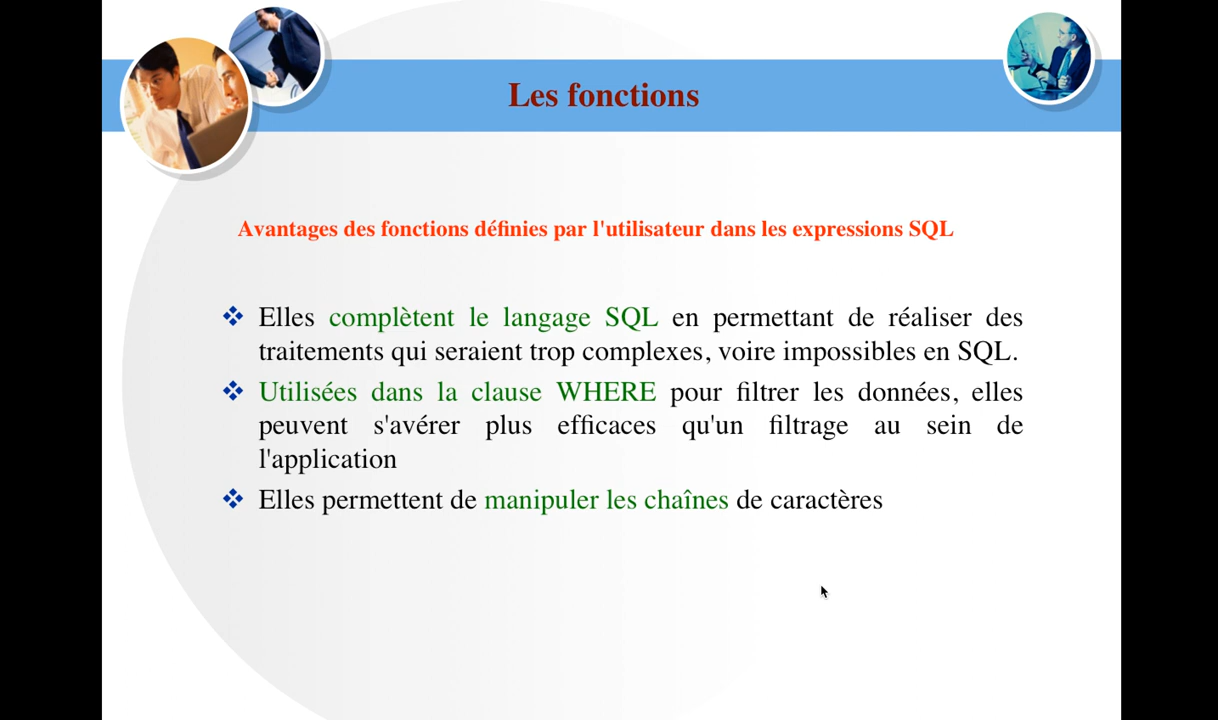 Les fonctions
Avantages des fonctions définies par l'utilisateur dans les expressions SQL
❖ Elles complètent le langage SQL en permettant de réaliser des
traitements qui seraient trop complexes, voire impossibles en SQL.
❖ Utilisées dans la clause WHERE pour filtrer les données, elles
peuvent s'avérer plus efficaces qu'un filtrage au sein de
l'application
❖ Elles permettent de manipuler les chaînes de caractères